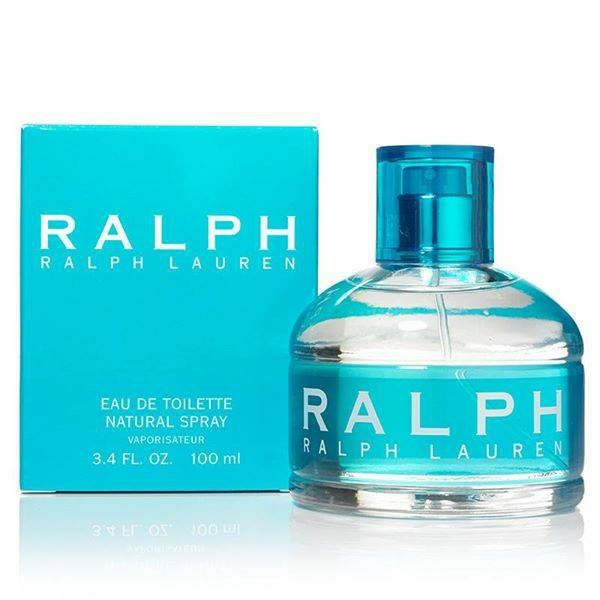 RALPH
RALPH LAUREN
EAU DE TOILETTE
NATURAL SPRAY
VAPORISATEUR
3.4 FL. OZ. 100 ml
RALPH
RALPH LAUREN